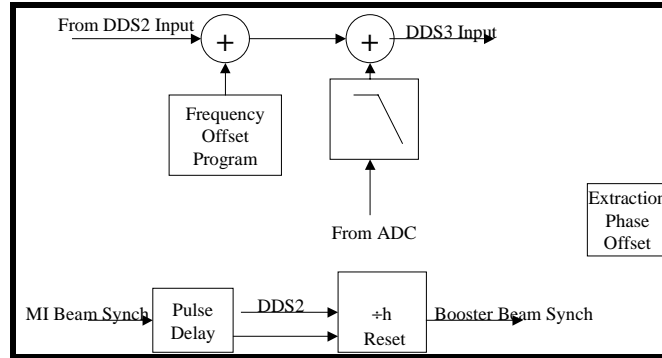 From DDS2 Input
+
+
DDS3 Input
Frequency
Offset
Program
From ADC
Extraction
Phase
Offset
MI Beam Synch
Pulse
Delay
DDS2
÷h
Reset
Booster Beam Synch